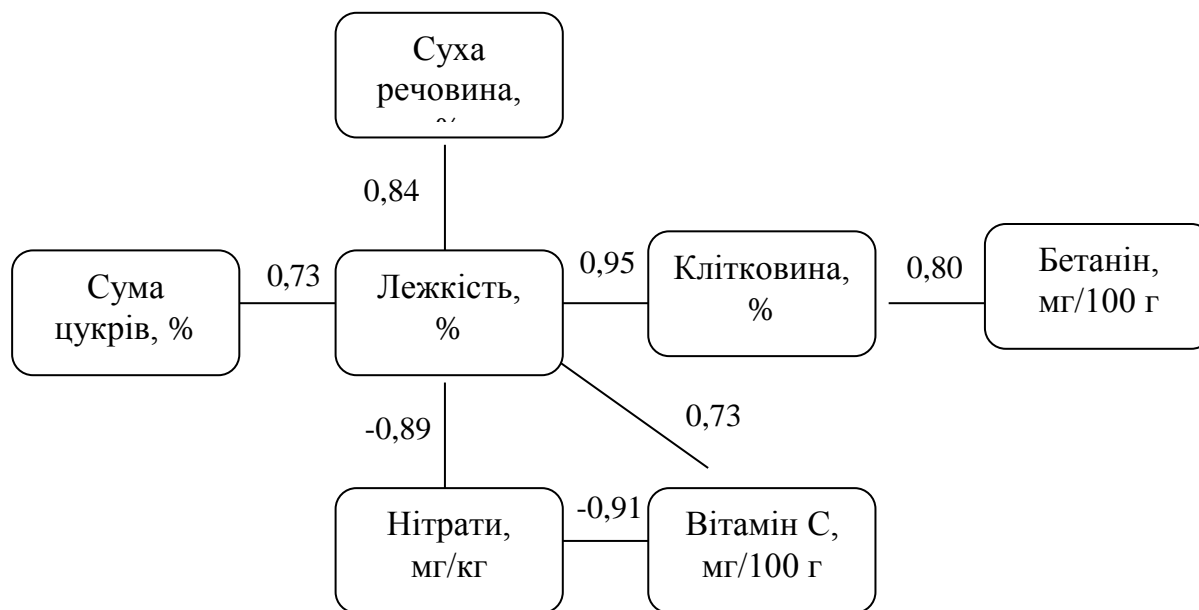 Суха
речовина,
%
0,84
Сума
цукрів, %
0,73
Лежкість,
%
0,95
Клітковина,
%
0,80
Бетанін,
мг/100 г
-0,89
0,73
Нітрати,
мг/кг
-0,91
Вітамін С,
мг/100 г